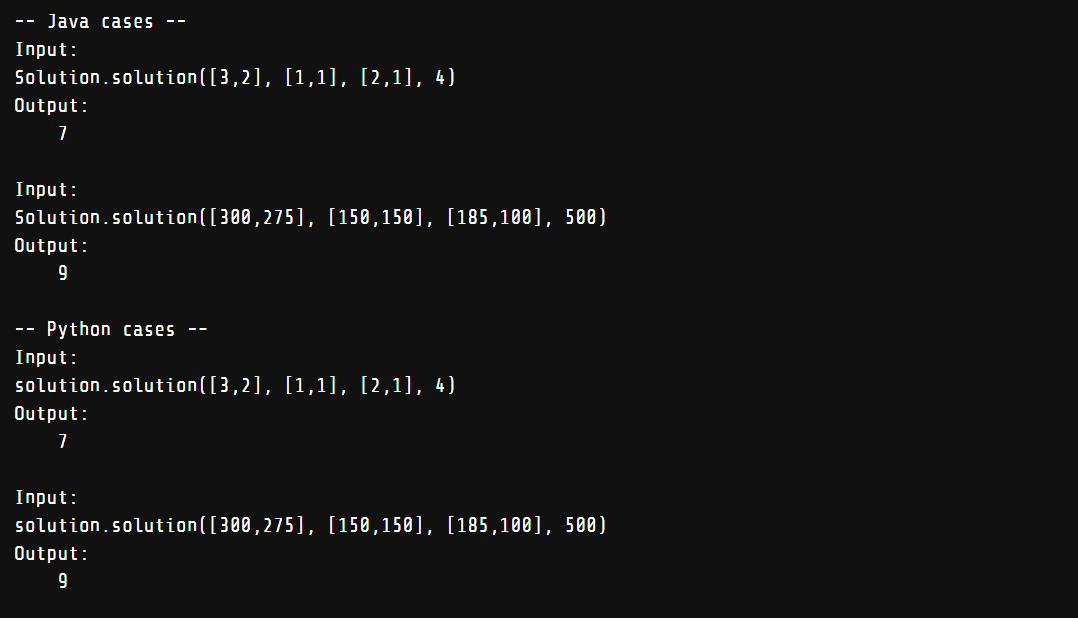 -- Java cases --
Input:
Solution.solution([3,2], [1,1], [2,1], 4)
Output:
    7
Input:
Solution.solution([300,275], [150,150], [185,100], 500)
Output:
    9
-- Python cases --
Input:
solution.solution([3,2], [1,1], [2,1], 4)
Output:
    7
Input:
solution.solution([300,275], [150,150], [185,100], 500)
Output:
    9